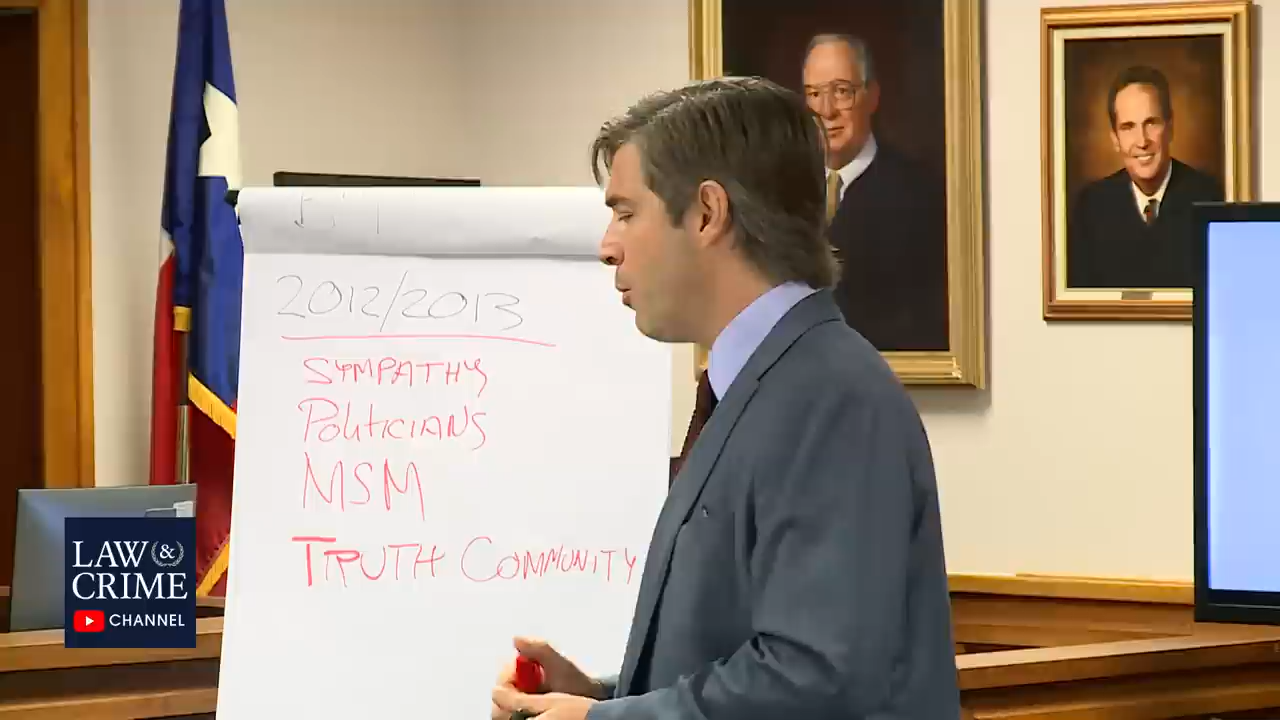 2012/2013
SYMPATHY
POLITICIANS
MSM
TRUTH COMMUNITY
LAW &
CRIME
CHANNEL